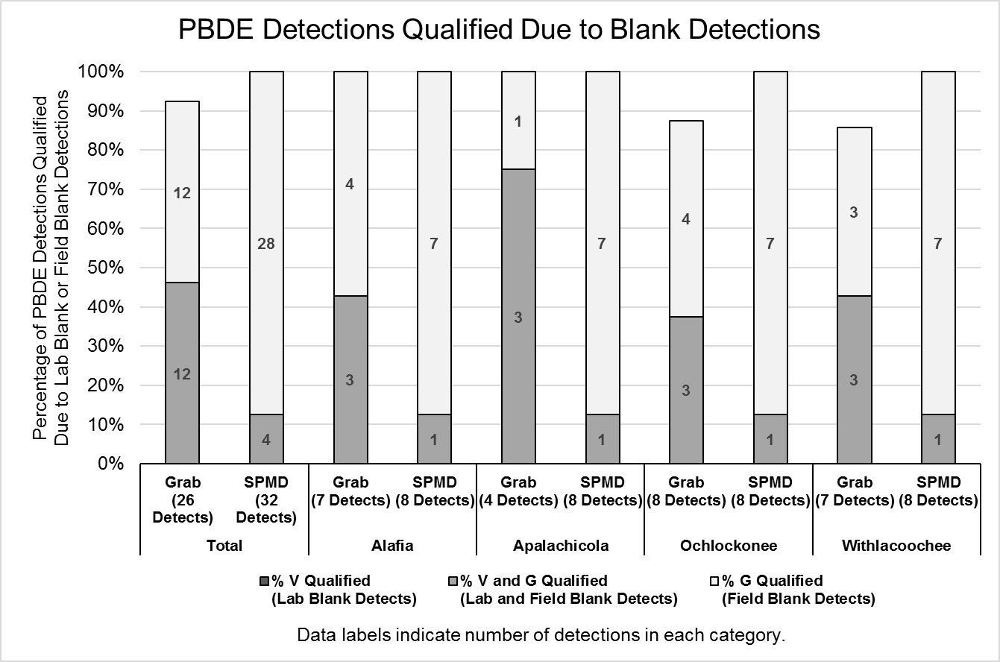 PBDE Detections Qualified Due to Blank Detections
Percentage of PBDE Detections Qualified
Due to Lab Blank or Field Blank Detections
100%
90%
80%
70%
60%
50%
40%
30%
20%
10%
0%
12
12
28
4
4
3
7
1
1
3
7
1
4
3
7
1
3
3
7
1
Grab
(26
Detects)
SPMD
(32
Detects)
Grab
(7 Detects)
SPMD
(8 Detects)
Grab
(4 Detects)
SPMD
(8 Detects)
Grab
(8 Detects)
SPMD
(8 Detects)
Grab
(7 Detects)
SPMD
(8 Detects)
Total
Alafia
Apalachicola
Ochlockonee
Withlacoochee
% V Qualified
(Lab Blank Detects)
% V and G Qualified
(Lab and Field Blank Detects)
% G Qualified
(Field Blank Detects)
Data labels indicate number of detections in each category.